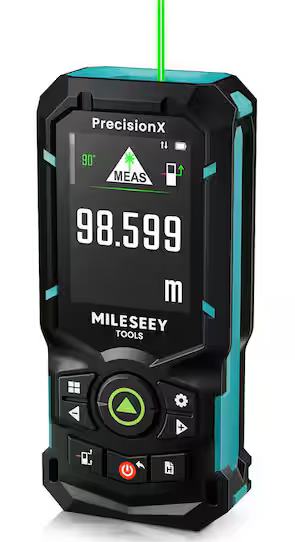 PrecisionX
90°
MEAS
98.599
m
MILESEEY
TOOLS